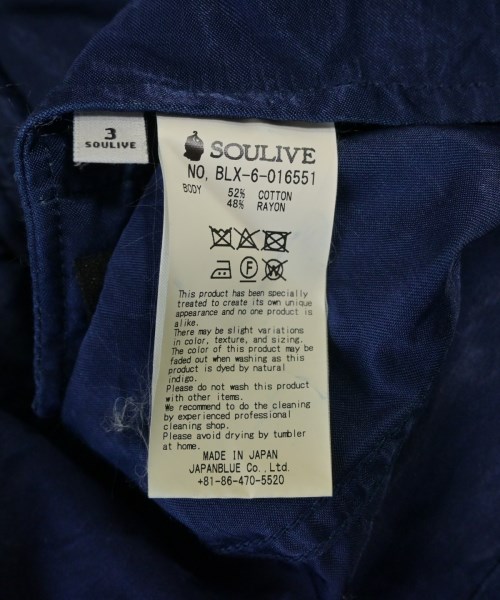 3
SOULIVE
SOULIVE
NO, BLX-6-016551
BODY 52% COTTON
48% RAYON
F W
This product has been specially
treated to create its own unique
appearance and no one product is
alike.
There may be slight variations
in color, texture, and sizing.
The color of this product may be
faded out when washing as this
product is dyed by natural
indigo.
Please do not wash this product
with other items.
We recommend to do the cleaning
by experienced professional
cleaning shop.
Please avoid drying by tumbler
at home.
MADE IN JAPAN
JAPANBLUE Co.,Ltd.
+81-86-470-5520